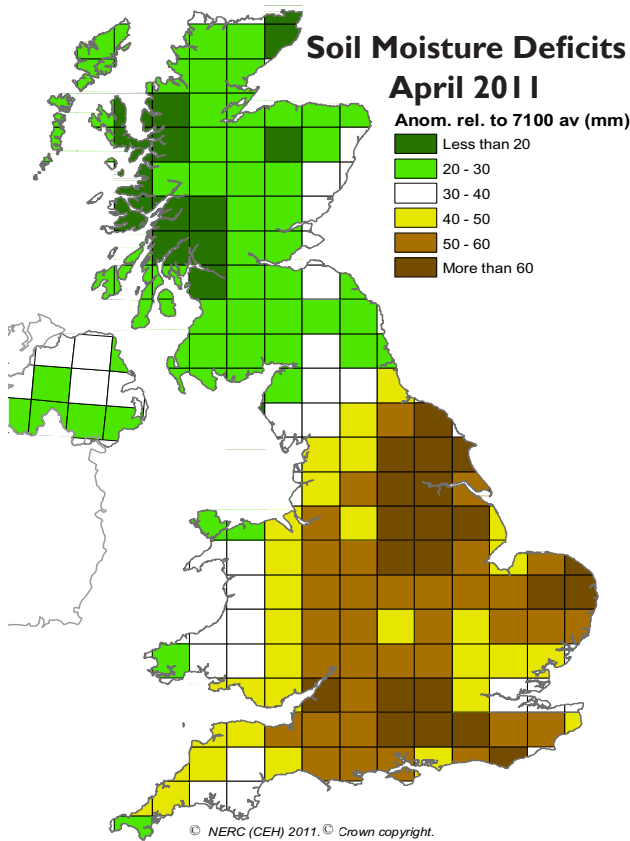 Soil Moisture Deficits
April 2011
Anom. rel. to 7100 av (mm)
Less than 20
20 - 30
30 - 40
40 - 50
50 - 60
More than 60
© NERC (CEH) 2011. © Crown copyright.